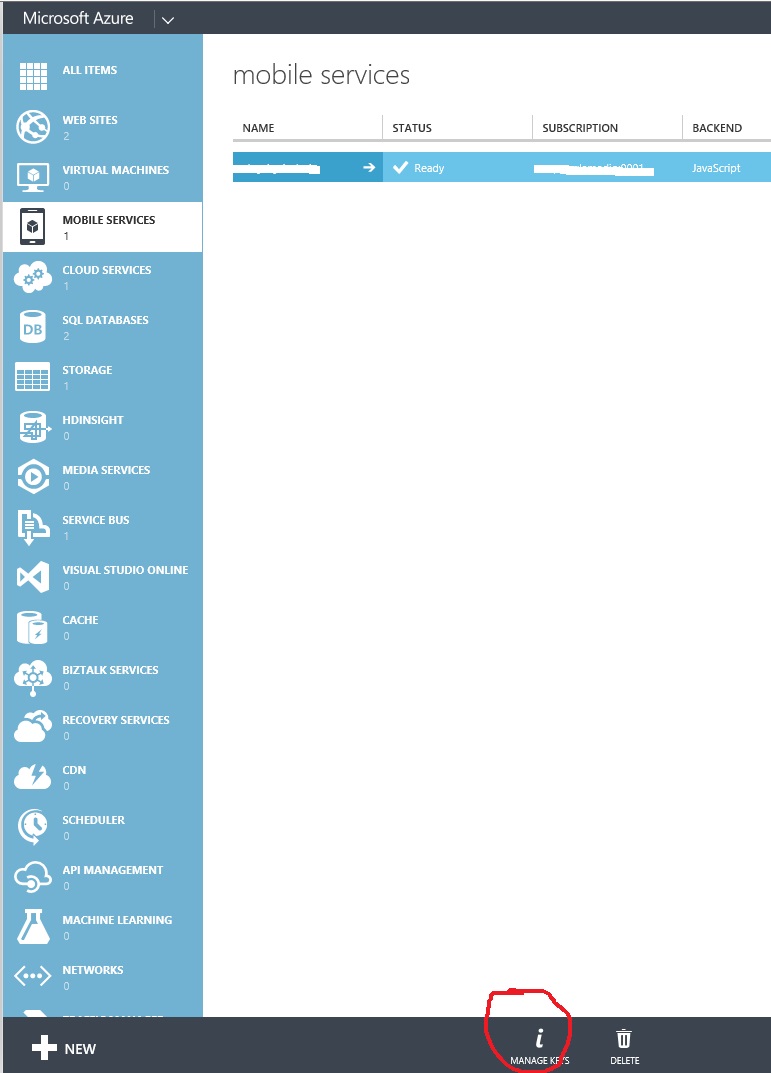 Microsoft Azure
ALL ITEMS
WEB SITES
2
VIRTUAL MACHINES
0
MOBILE SERVICES
1
CLOUD SERVICES
1
SQL DATABASES
2
DB
STORAGE
1
HDINSIGHT
0
MEDIA SERVICES
0
SERVICE BUS
1
VISUAL STUDIO ONLINE
0
CACHE
0
BIZTALK SERVICES
0
RECOVERY SERVICES
0
CDN
0
SCHEDULER
0
API MANAGEMENT
0
MACHINE LEARNING
0
NETWORKS
0
mobile services
NAME STATUS SUBSCRIPTION BACKEND
Ready JavaScript
NEW
i
MANAGE KEYS DELETE